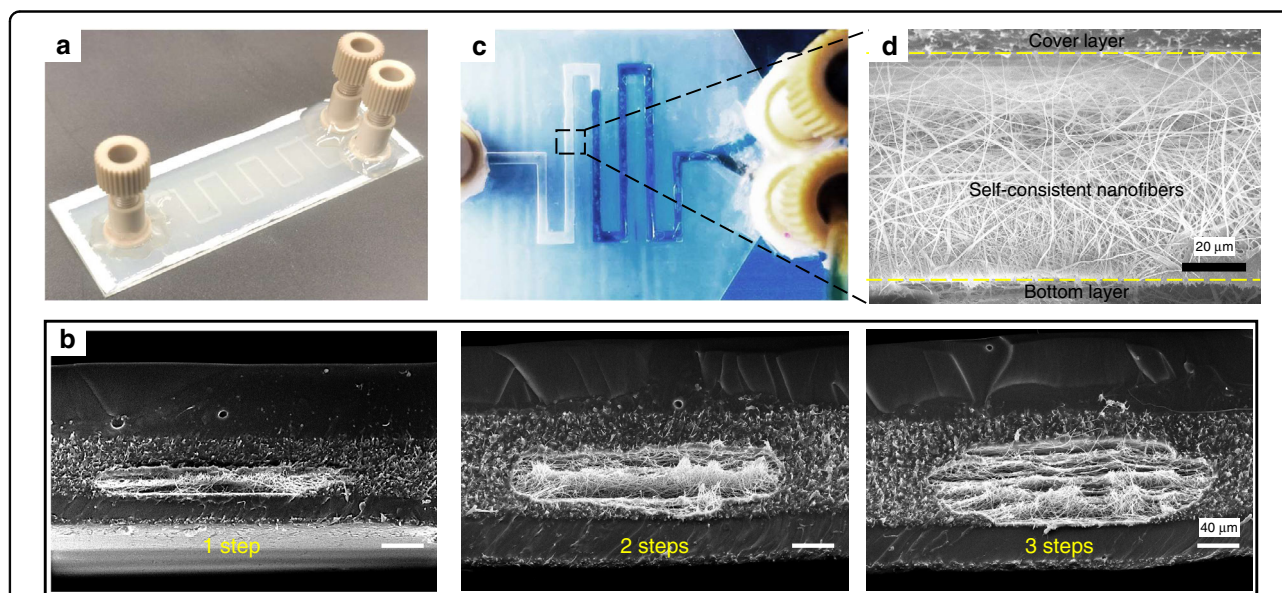 a
c
d
Cover layer
Self-consistent nanofibers
20 μm
Bottom layer
b
1 step
2 steps
3 steps
40 μm